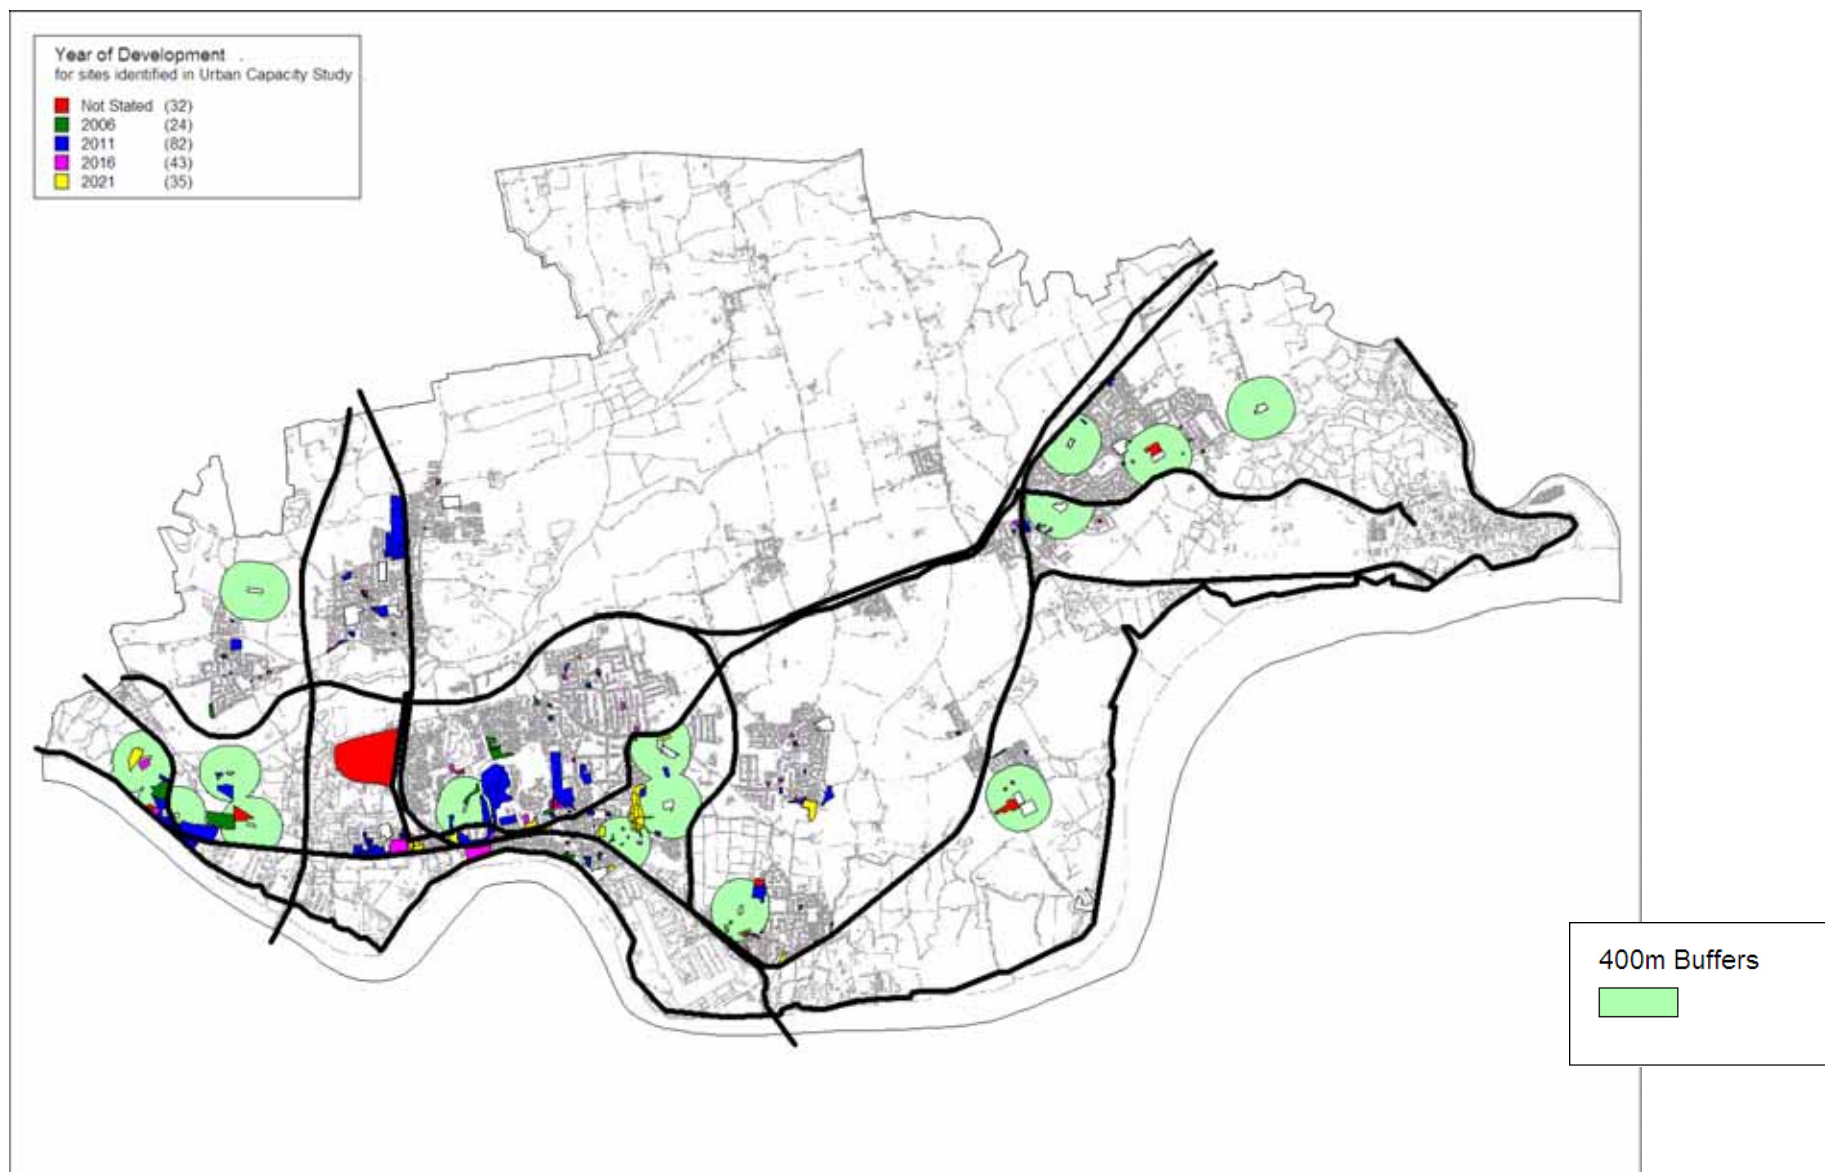 Year of Development
for sites identified in Urban Capacity Study
Not Stated (32)
2006 (24)
2011 (82)
2016 (43)
2021 (35)
400m Buffers